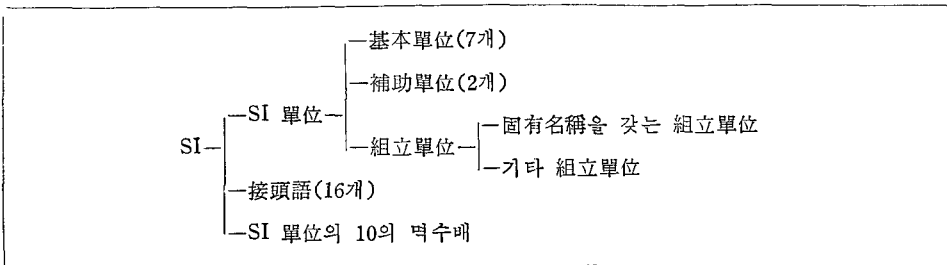 基本單位(7개)
補助單位(2개)
SI 單位
組立單位
固有名稱을 갖는 組立單位
기타 組立單位
SI
接頭語(16개)
SI 單位의 10의 멱수배